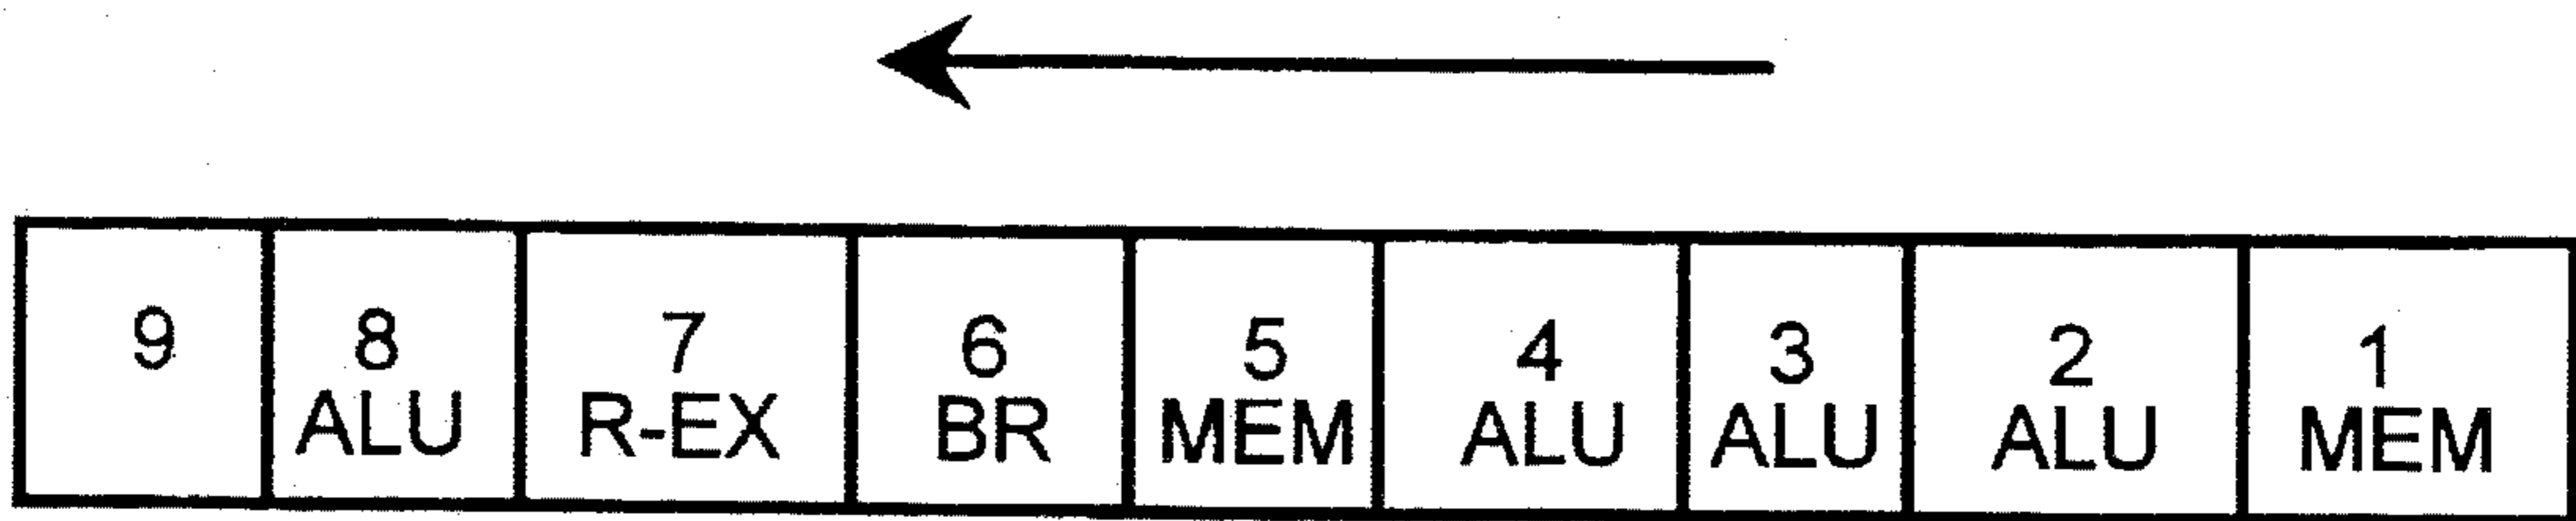 9 8 7 6 5 4 3 2 1
ALU R-EX BR MEM ALU ALU ALU MEM